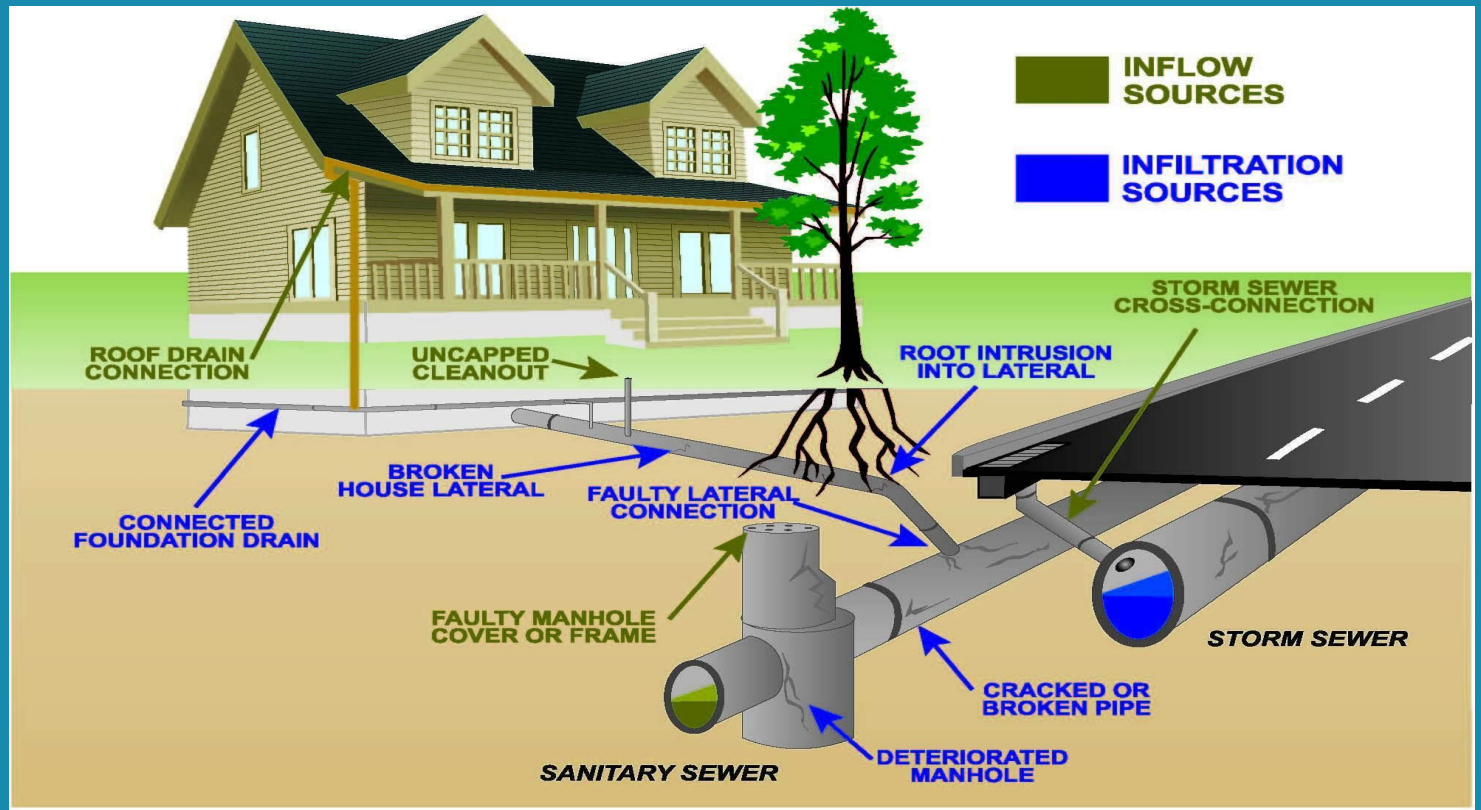 INFLOW
SOURCES
INFILTRATION
SOURCES
STORM SEWER
CROSS-CONNECTION
ROOF DRAIN
CONNECTION
UNCAPPED
CLEANOUT
ROOT INTRUSION
INTO LATERAL
BROKEN
HOUSE LATERAL
FAULTY LATERAL
CONNECTION
CONNECTED
FOUNDATION DRAIN
FAULTY MANHOLE
COVER OR FRAME
STORM SEWER
CRACKED OR
BROKEN PIPE
DETERIORATED
MANHOLE
SANITARY SEWER